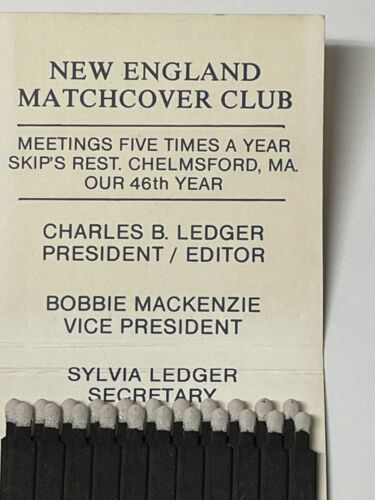 NEW ENGLAND
MATCHCOVER CLUB
MEETINGS FIVE TIMES A YEAR
SKIP'S REST. CHELMSFORD, MA.
OUR 46th YEAR
CHARLES B. LEDGER
PRESIDENT / EDITOR
BOBBIE MACKENZIE
VICE PRESIDENT
SYLVIA LEDGER
SECRETARY